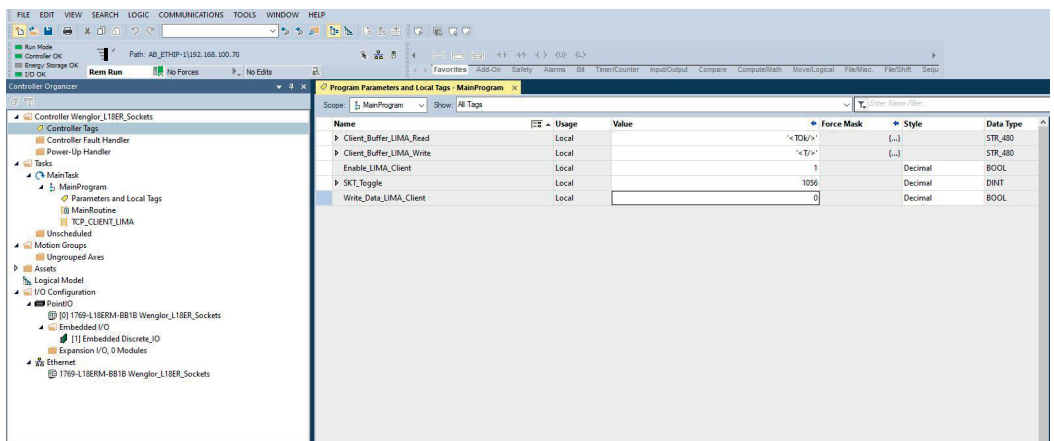 FILE EDIT VIEW SEARCH LOGIC COMMUNICATIONS TOOLS WINDOW HELP
Run Mode
Controller OK
Energy Storage OK
I/O OK
Path: AB_ETHIP-1\192.168.100.70
Rem Run No Forces No Edits
Favorites Add-On Safety Alarms Bit Timer/Counter Input/Output Compare Compute/Math Move/Logical File/Misc. File/Shift Sequ
Controller Organizer
Controller Wenglor_L18ER_Sockets
Controller Tags
Controller Fault Handler
Power-Up Handler
Tasks
MainTask
MainProgram
Parameters and Local Tags
MainRoutine
TCP_CLIENT_LIMA
Unscheduled
Motion Groups
Ungrouped Axes
Assets
Logical Model
I/O Configuration
PointIO
[0] 1769-L18ERM-BB1B Wenglor_L18ER_Sockets
Embedded I/O
[1] Embedded Discrete_IO
Expansion I/O, 0 Modules
Ethernet
1769-L18ERM-BB1B Wenglor_L18ER_Sockets
Program Parameters and Local Tags - MainProgram
Scope: MainProgram Show: All Tags Enter Name Filter...
Name Usage Value Force Mask Style Data Type
Client_Buffer_LIMA_Read Local '<TOk/>' {...} STR_480
Client_Buffer_LIMA_Write Local '<T/>' {...} STR_480
Enable_LIMA_Client Local 1 Decimal BOOL
SKT_Toggle Local 1056 Decimal DINT
Write_Data_LIMA_Client Local 0 Decimal BOOL